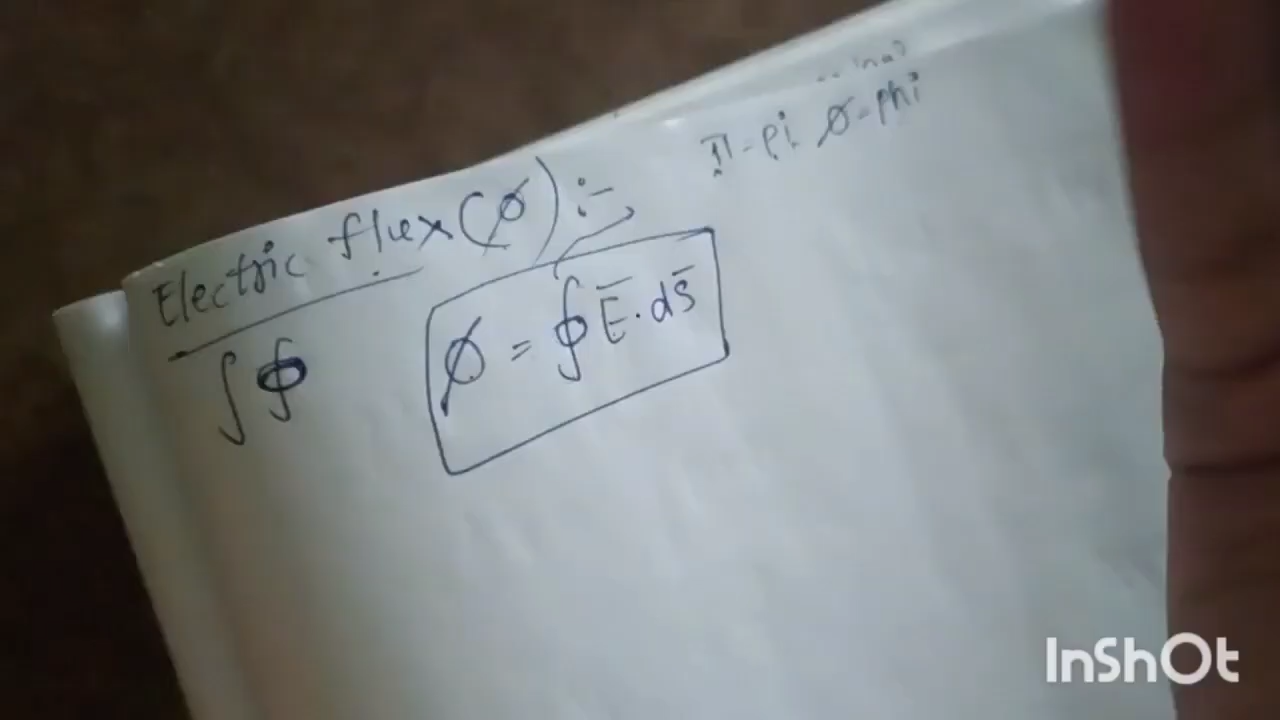 π-Pi ø-phi
Electric flux(ø) :-
∫ ∮
ø = ∮ E̅. dS̅
InShOt